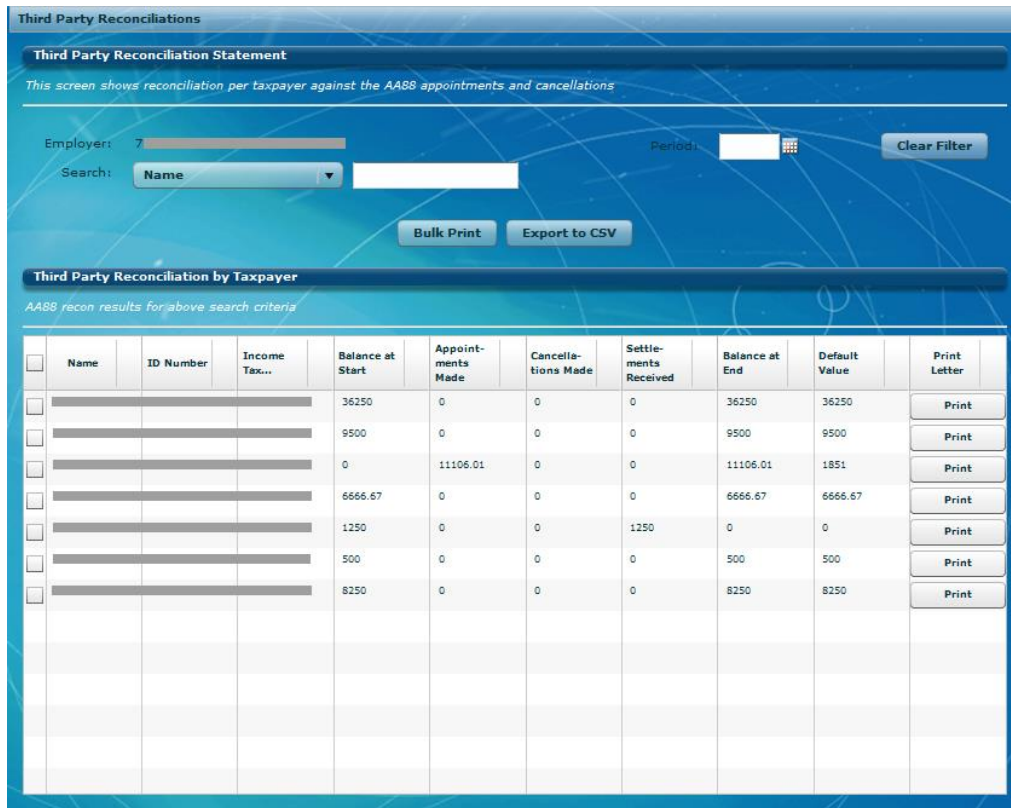 Third Party Reconciliations
Third Party Reconciliation Statement
This screen shows reconciliation per taxpayer against the AA88 appointments and cancellations
Employer: 7
Period:
Clear Filter
Search: Name
Bulk Print Export to CSV
Third Party Reconciliation by Taxpayer
AA88 recon results for above search criteria
Name ID Number Income Tax... Balance at Start Appoint-ments Made Cancella-tions Made Settle-ments Received Balance at End Default Value Print Letter
36250 0 0 0 36250 36250 Print
9500 0 0 0 9500 9500 Print
0 11106.01 0 0 11106.01 1851 Print
6666.67 0 0 0 6666.67 6666.67 Print
1250 0 0 1250 0 0 Print
500 0 0 0 500 500 Print
8250 0 0 0 8250 8250 Print